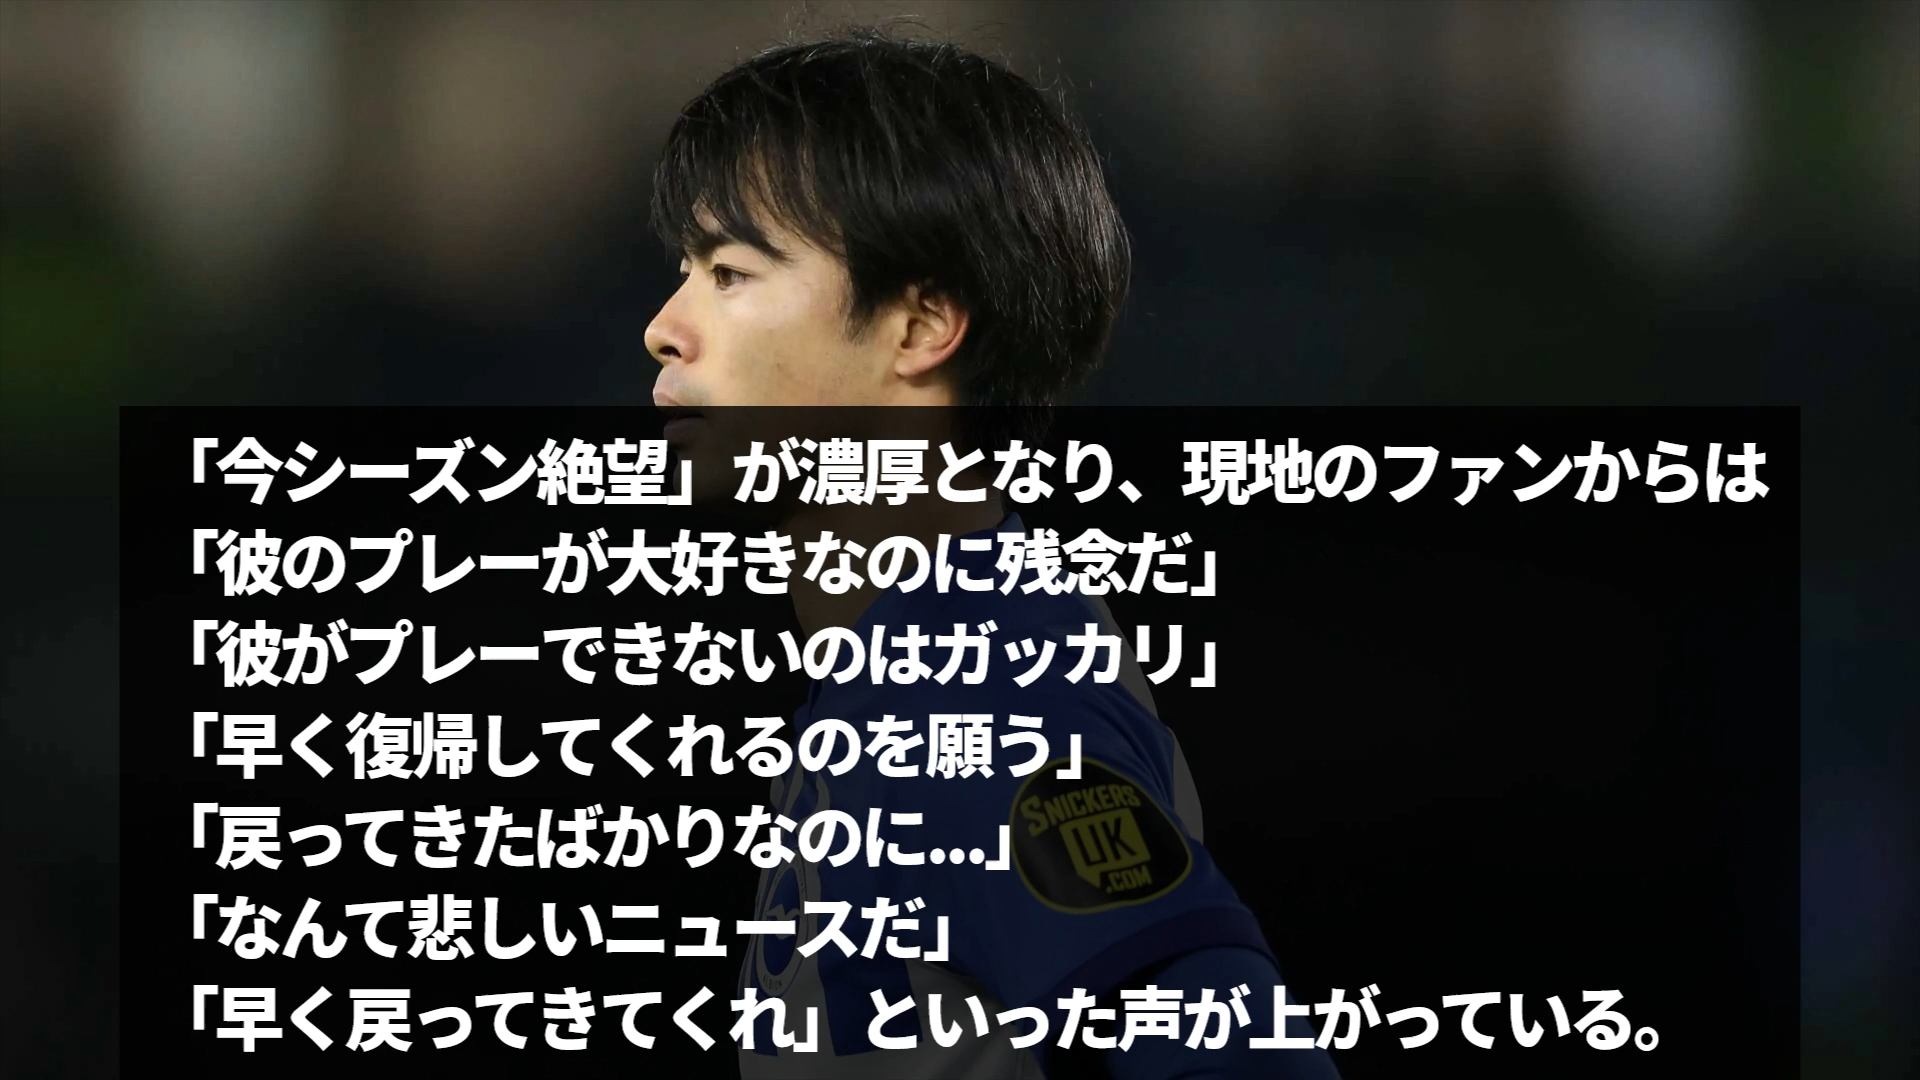 「今シーズン絶望」が濃厚となり、現地のファンからは
「彼のプレーが大好きなのに残念だ」
「彼がプレーできないのはガッカリ」
「早く復帰してくれるのを願う」
「戻ってきたばかりなのに...」
「なんて悲しいニュースだ」
「早く戻ってきてくれ」といった声が上がっている。
SNICKERS
UK
.COM